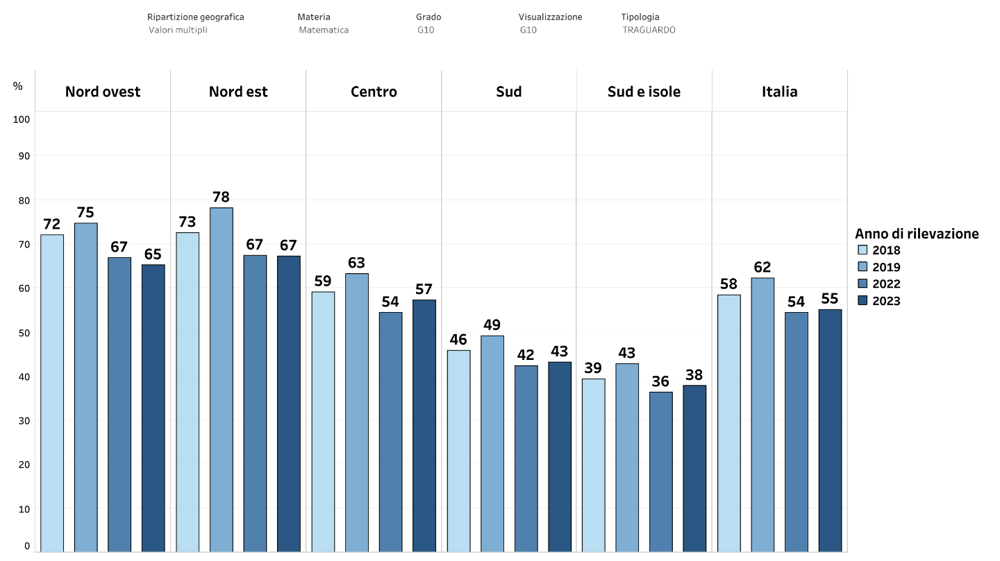 Ripartizione geografica Materia Grado Visualizzazione Tipologia
Valori multipli Matematica G10 G10 TRAGUARDO
% Nord ovest Nord est Centro Sud Sud e isole Italia
100
90
80
70
60
50
40
30
20
10
0
72 75 67 65
73 78 67 67
59 63 54 57
46 49 42 43
39 43 36 38
58 62 54 55
Anno di rilevazione
2018
2019
2022
2023